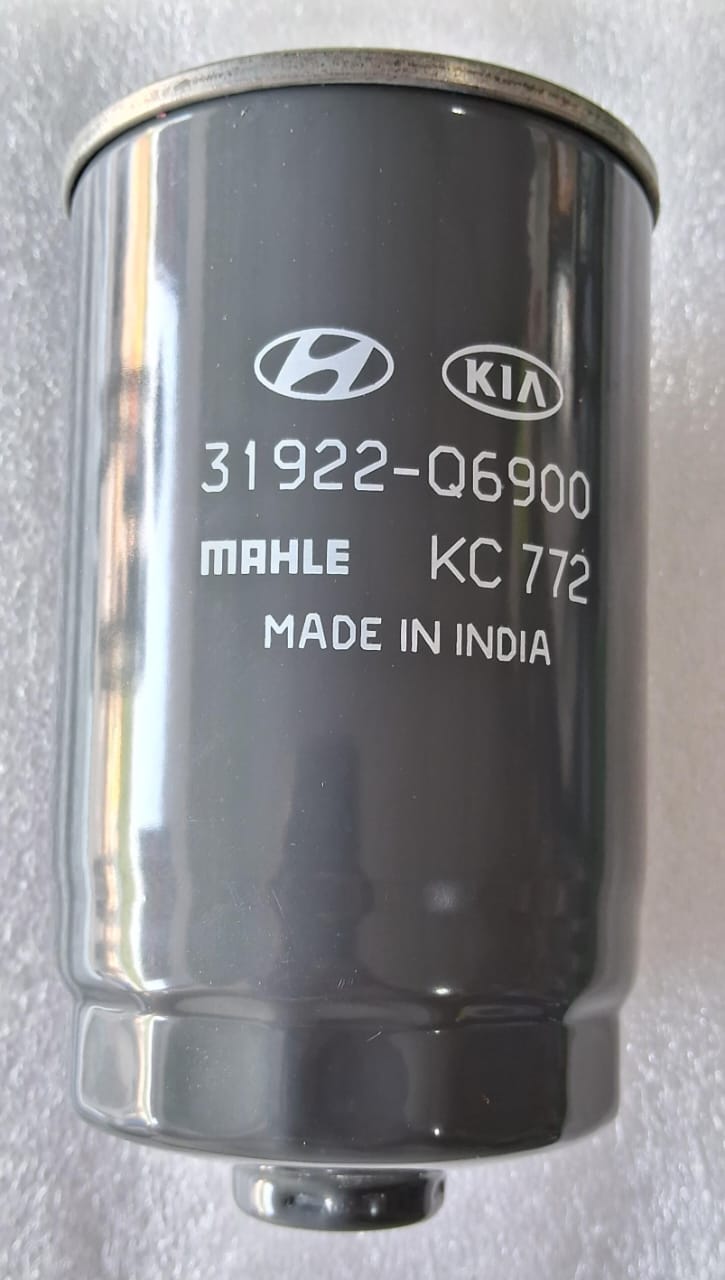 KIA
31922-Q6900
MAHLE KC 772
MADE IN INDIA